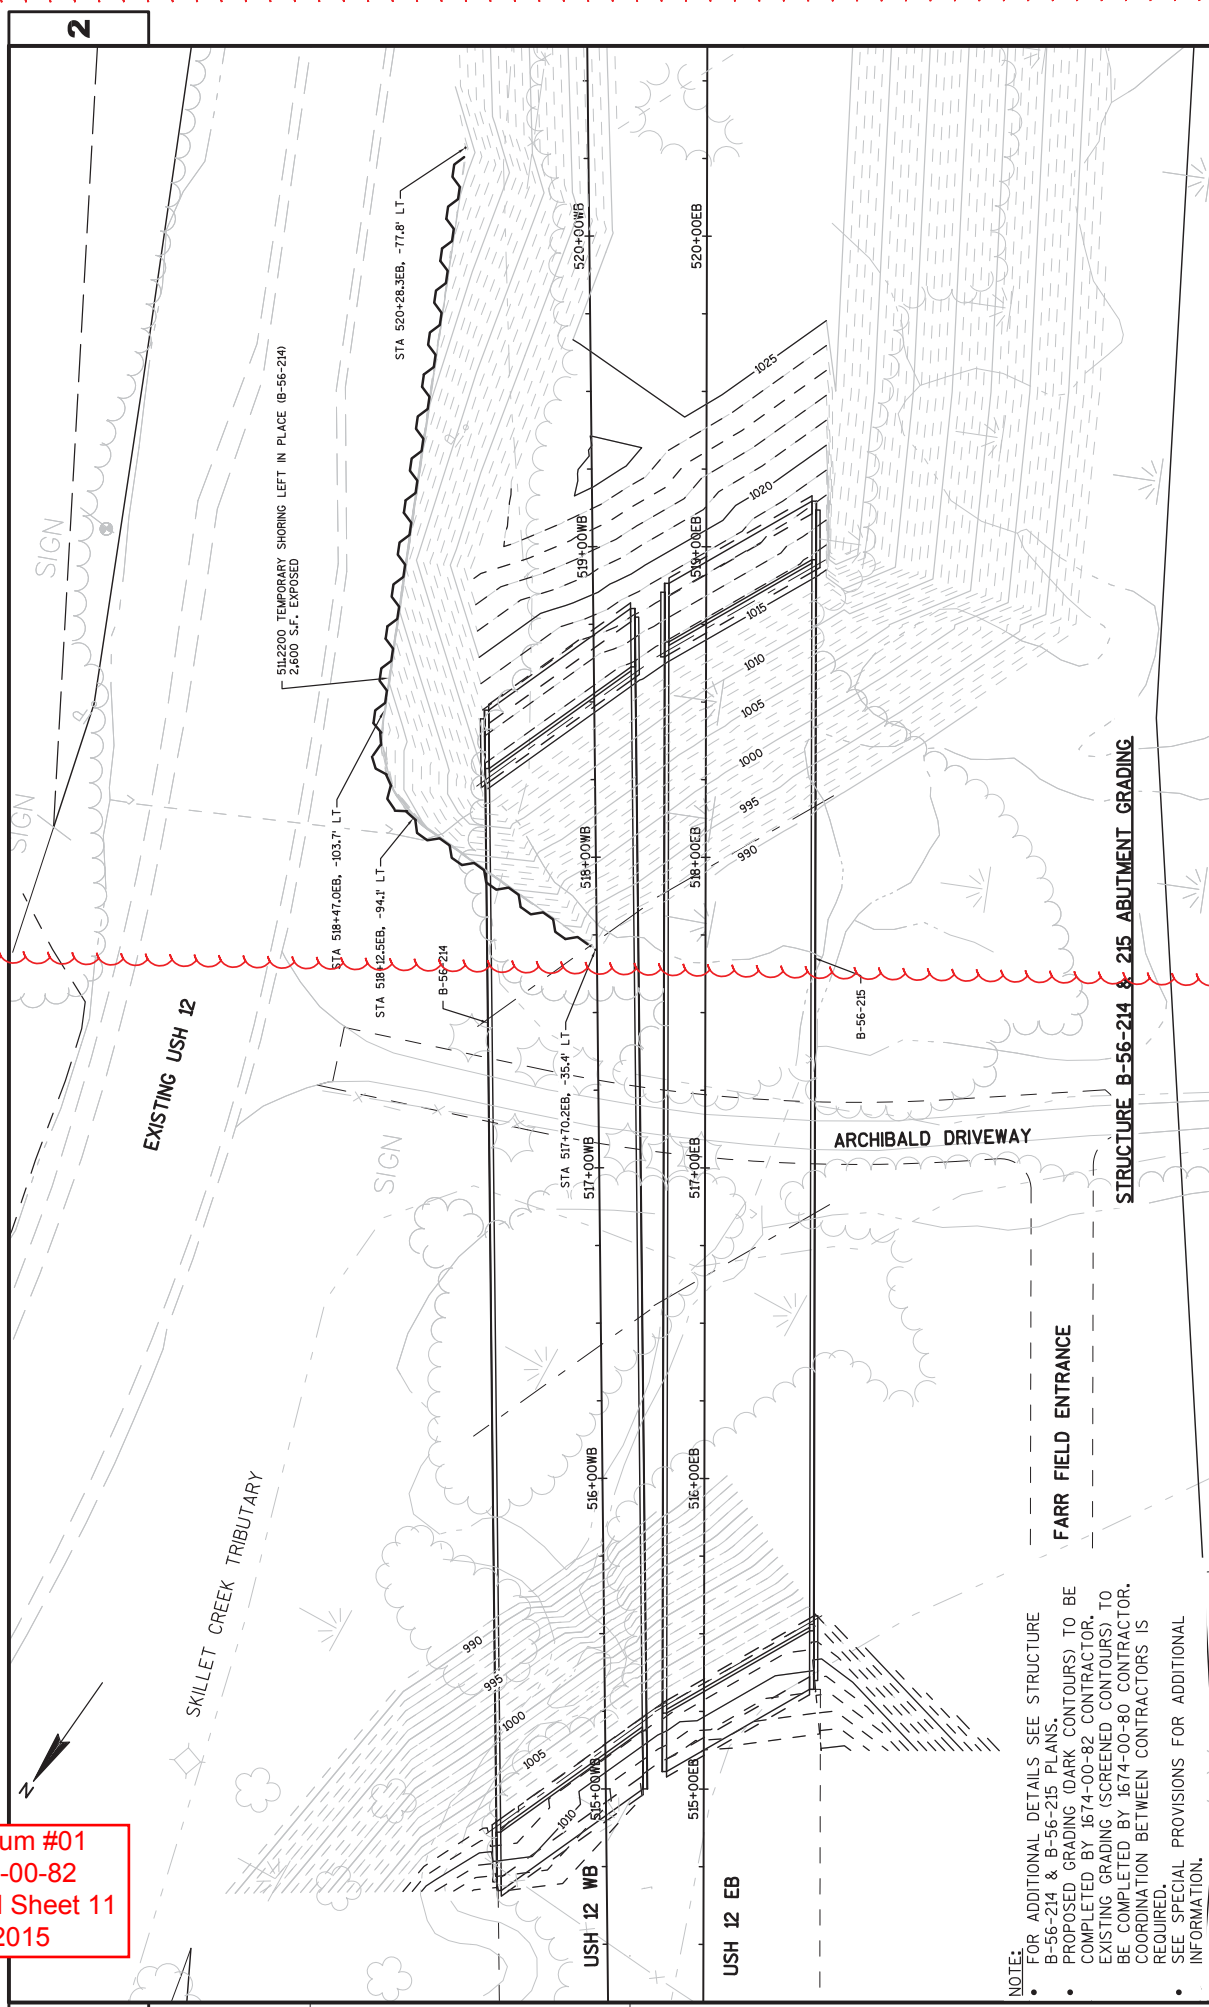 2
SIGN
SIGN
SIGN
EXISTING USH 12
SKILLET CREEK TRIBUTARY
N
511.2200 TEMPORARY SHORING LEFT IN PLACE (B-56-214)
2,600 S.F. EXPOSED
STA 520+28.3EB, -77.8' LT
STA 518+47.0EB, -103.7' LT
STA 518+12.5EB, -94.1' LT
B-56-214
STA 517+70.2EB, -35.4' LT
520+00WB
519+00WB
518+00WB
517+00WB
516+00WB
515+00WB
USH 12 WB
520+00EB
519+00EB
518+00EB
517+00EB
516+00EB
515+00EB
USH 12 EB
1025
1020
1015
1010
1005
1000
995
990
990
995
1000
1005
1010
B-56-215
ARCHIBALD DRIVEWAY
FARR FIELD ENTRANCE
STRUCTURE B-56-214 & 215 ABUTMENT GRADING
NOTE:
• FOR ADDITIONAL DETAILS SEE STRUCTURE
B-56-214 & B-56-215 PLANS.
• PROPOSED GRADING (DARK CONTOURS) TO BE
COMPLETED BY 1674-00-82 CONTRACTOR.
EXISTING GRADING (SCREENED CONTOURS) TO
BE COMPLETED BY 1674-00-80 CONTRACTOR.
COORDINATION BETWEEN CONTRACTORS IS
REQUIRED.
• SEE SPECIAL PROVISIONS FOR ADDITIONAL
INFORMATION.
um #01
-00-82
Sheet 11
2015